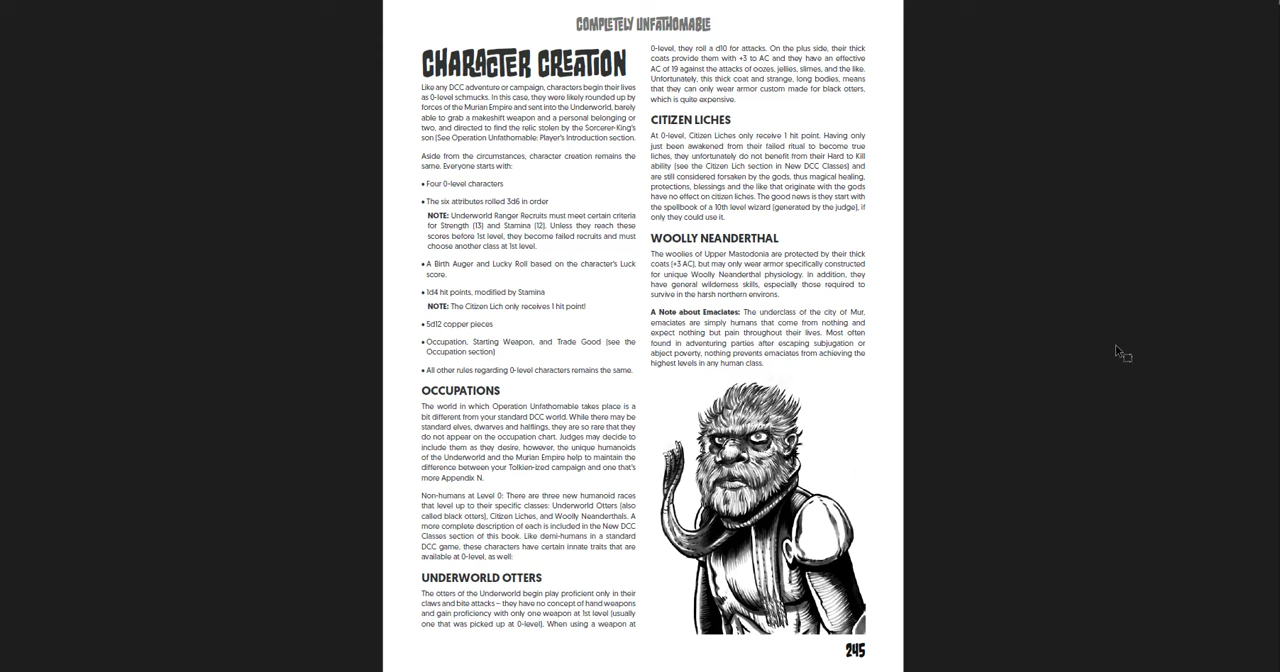 COMPLETELY UNFATHOMABLE
CHARACTER CREATION
Like any DCC adventure or campaign, characters begin their lives
as 0-level schmucks. In this case, they were likely rounded up by
forces of the Murian Empire and sent into the Underworld, barely
able to grab a makeshift weapon and a personal belonging or
two, and directed to find the relic stolen by the Sorcerer-King's
son (See Operation Unfathomable: Player's Introduction section.
Aside from the circumstances, character creation remains the
same. Everyone starts with:
• Four 0-level characters
• The six attributes rolled 3d6 in order
NOTE: Underworld Ranger Recruits must meet certain criteria
for Strength (13) and Stamina (12). Unless they reach these
scores before 1st level, they become failed recruits and must
choose another class at 1st level.
• A Birth Auger and Lucky Roll based on the character's Luck
score.
• 1d4 hit points, modified by Stamina
NOTE: The Citizen Lich only receives 1 hit point!
• 5d12 copper pieces
• Occupation, Starting Weapon, and Trade Good (see the
Occupation section)
• All other rules regarding 0-level characters remains the same.
OCCUPATIONS
The world in which Operation Unfathomable takes place is a
bit different from your standard DCC world. While there may be
standard elves, dwarves and halflings, they are so rare that they
do not appear on the occupation chart. Judges may decide to
include them as they desire, however, the unique humanoids
of the Underworld and the Murian Empire help to maintain the
difference between your Tolkien-ized campaign and one that's
more Appendix N.
Non-humans at Level 0: There are three new humanoid races
that level up to their specific classes: Underworld Otters (also
called black otters), Citizen Liches, and Woolly Neanderthals. A
more complete description of each is included in the New DCC
Classes section of this book. Like demi-humans in a standard
DCC game, these characters have certain innate traits that are
available at 0-level, as well:
UNDERWORLD OTTERS
The otters of the Underworld begin play proficient only in their
claws and bite attacks – they have no concept of hand weapons
and gain proficiency with only one weapon at 1st level (usually
one that was picked up at 0-level). When using a weapon at
0-level, they roll a d10 for attacks. On the plus side, their thick
coats provide them with +3 to AC and they have an effective
AC of 19 against the attacks of oozes, jellies, slimes, and the like.
Unfortunately, this thick coat and strange, long bodies, means
that they can only wear armor custom made for black otters,
which is quite expensive.
CITIZEN LICHES
At 0-level, Citizen Liches only receive 1 hit point. Having only
just been awakened from their failed ritual to become true
liches, they unfortunately do not benefit from their Hard to Kill
ability (see the Citizen Lich section in New DCC Classes) and
are still considered forsaken by the gods, thus magical healing,
protections, blessings and the like that originate with the gods
have no effect on citizen liches. The good news is they start with
the spellbook of a 10th level wizard (generated by the judge), if
only they could use it.
WOOLLY NEANDERTHAL
The woolies of Upper Mastodonia are protected by their thick
coats (+3 AC), but may only wear armor specifically constructed
for unique Woolly Neanderthal physiology. In addition, they
have general wilderness skills, especially those required to
survive in the harsh northern environs.
A Note about Emaciates: The underclass of the city of Mur,
emaciates are simply humans that come from nothing and
expect nothing but pain throughout their lives. Most often
found in adventuring parties after escaping subjugation or
abject poverty, nothing prevents emaciates from achieving the
highest levels in any human class.
245